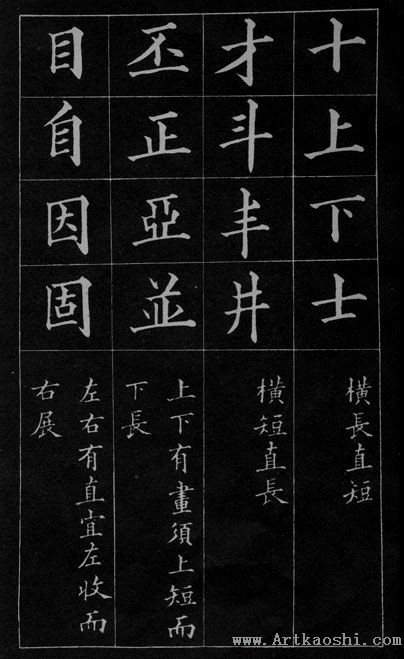 十上下士
橫長直短
才斗丰井
橫短直長
丕正亞並
上下有畫須上短而
下長
目自因固
左右有直宜左收而
右展
www.Artkaoshi.com